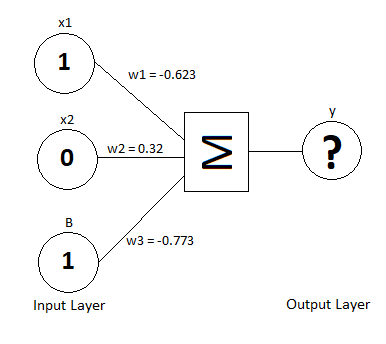 x1
1
w1 = -0.623
x2
0
w2 = 0.32
Σ
y
?
B
1
w3 = -0.773
Input Layer
Output Layer